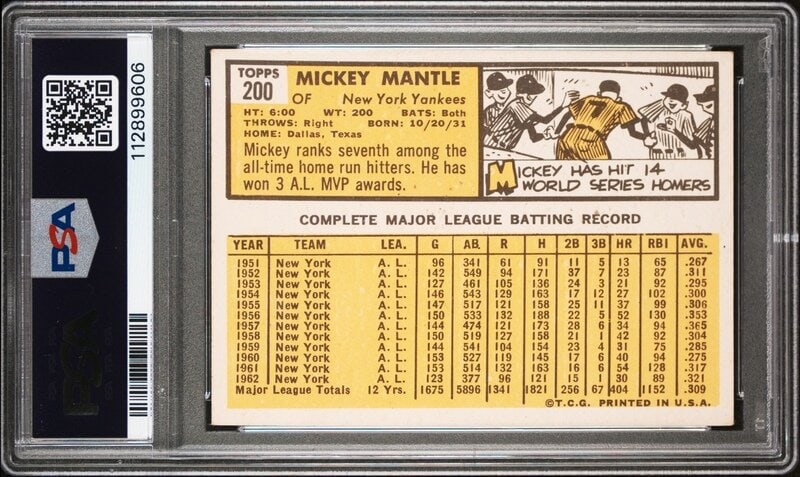 112899606
PSA
PSA
TOPPS
200
MICKEY MANTLE
OF New York Yankees
HT: 6:00 WT: 200 BATS: Both
THROWS: Right BORN: 10/20/31
HOME: Dallas, Texas
Mickey ranks seventh among the
all-time home run hitters. He has
won 3 A.L. MVP awards.
7
MICKEY HAS HIT 14
WORLD SERIES HOMERS
COMPLETE MAJOR LEAGUE BATTING RECORD
YEAR TEAM LEA. G AB. R H 2B 3B HR RBI AVG.
1951 New York A. L. 96 341 61 91 11 5 13 65 .267
1952 New York A. L. 142 549 94 171 37 7 23 87 .311
1953 New York A. L. 127 461 105 136 24 3 21 92 .295
1954 New York A. L. 146 543 129 163 17 12 27 102 .300
1955 New York A. L. 147 517 121 158 25 11 37 99 .306
1956 New York A. L. 150 533 132 188 22 5 52 130 .353
1957 New York A. L. 144 474 121 173 28 6 34 94 .365
1958 New York A. L. 150 519 127 158 21 1 42 92 .304
1959 New York A. L. 144 541 104 154 23 4 31 75 .285
1960 New York A. L. 153 527 119 145 17 6 40 94 .275
1961 New York A. L. 153 514 132 163 16 6 54 128 .317
1962 New York A. L. 123 377 96 121 15 1 30 89 .321
Major League Totals 12 Yrs. 1675 5896 1341 1821 256 67 404 1152 .309
©T.C.G. PRINTED IN U.S.A.